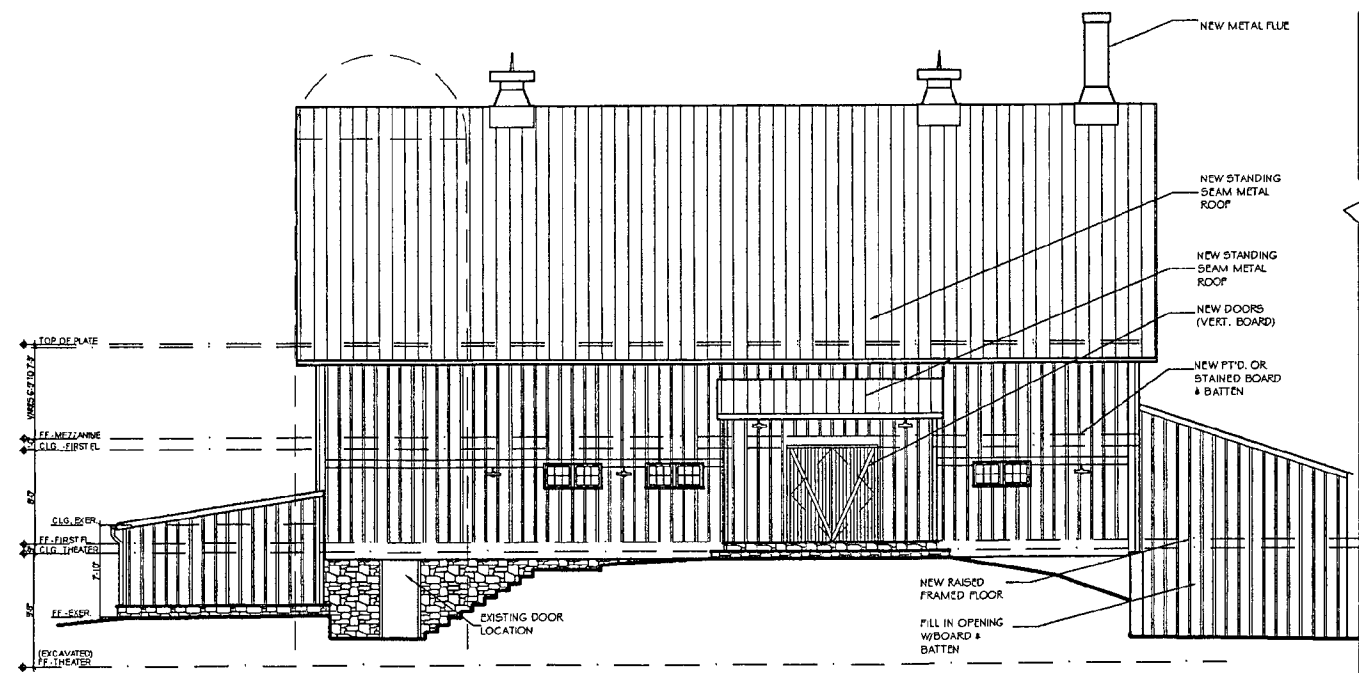 NEW METAL FLUE
NEW STANDING
SEAM METAL
ROOF
NEW STANDING
SEAM METAL
ROOF
NEW DOORS
(VERT. BOARD)
NEW PT'D. OR
STAINED BOARD
& BATTEN
NEW RAISED
FRAMED FLOOR
FILL IN OPENING
W/BOARD &
BATTEN
EXISTING DOOR
LOCATION
TOP OF PLATE
FF.-MEZZANINE
CLG. -FIRST FL
CLG. EXER.
FF.-FIRST FL
CLG. THEATER
7'-10"
FF.-EXER.
(EXCAVATED)
FF.-THEATER